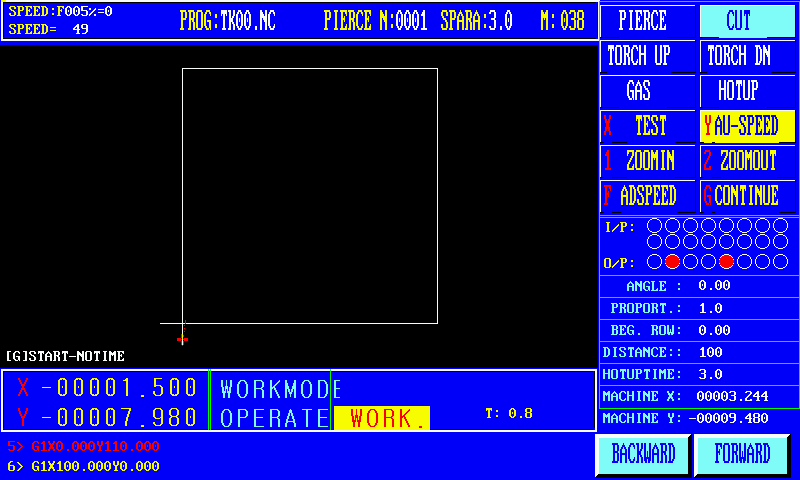 SPEED:F005%=0
SPEED= 49
PROG:TK00.NC PIERCE N:0001 SPARA:3.0 M:038
PIERCE CUT
TORCH UP TORCH DN
GAS HOTUP
X TEST Y AU-SPEED
1 ZOOMIN 2 ZOOMOUT
F ADSPEED G CONTINUE
I/P:
O/P:
ANGLE : 0.00
PROPORT.: 1.0
BEG. ROW: 0.00
DISTANCE:: 100
HOTUPTIME: 3.0
MACHINE X: 00003.244
MACHINE Y: -00009.480
[G]START-NOTIME
X -00001.500 WORKMODE
Y -00007.980 OPERATE WORK. T: 0.8
5> G1X0.000Y110.000
6> G1X100.000Y0.000
BACKWARD FORWARD